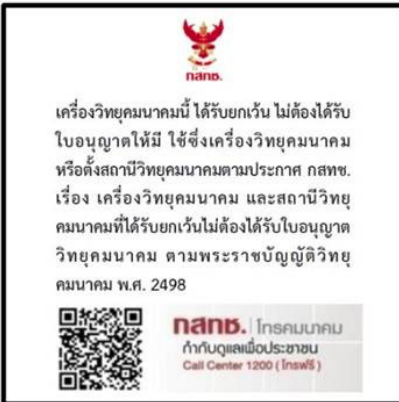 กสทช.
เครื่องวิทยุคมนาคมนี้ ได้รับยกเว้น ไม่ต้องได้รับ
ใบอนุญาตให้มี ใช้ซึ่งเครื่องวิทยุคมนาคม
หรือตั้งสถานีวิทยุคมนาคมตามประกาศ กสทช.
เรื่อง เครื่องวิทยุคมนาคม และสถานีวิทยุ
คมนาคมที่ได้รับยกเว้นไม่ต้องได้รับใบอนุญาต
วิทยุคมนาคม ตามพระราชบัญญัติวิทยุ
คมนาคม พ.ศ. 2498
กสทช. | โทรคมนาคม
กำกับดูแลเพื่อประชาชน
Call Center 1200 ( โทรฟรี )